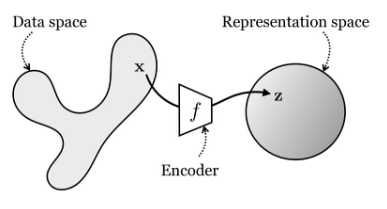 Data space
Representation space
x
f
z
Encoder